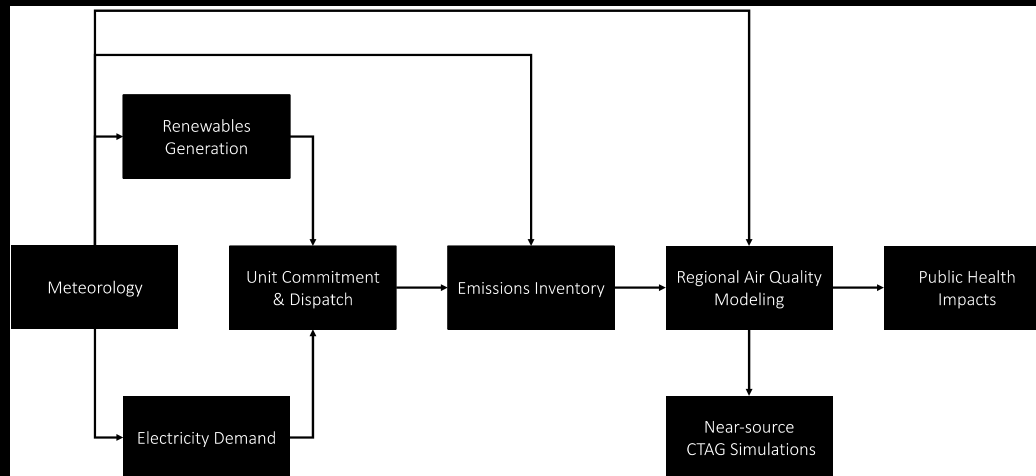 Renewables
Generation
Meteorology
Unit Commitment
& Dispatch
Emissions Inventory
Regional Air Quality
Modeling
Public Health
Impacts
Electricity Demand
Near-source
CTAG Simulations